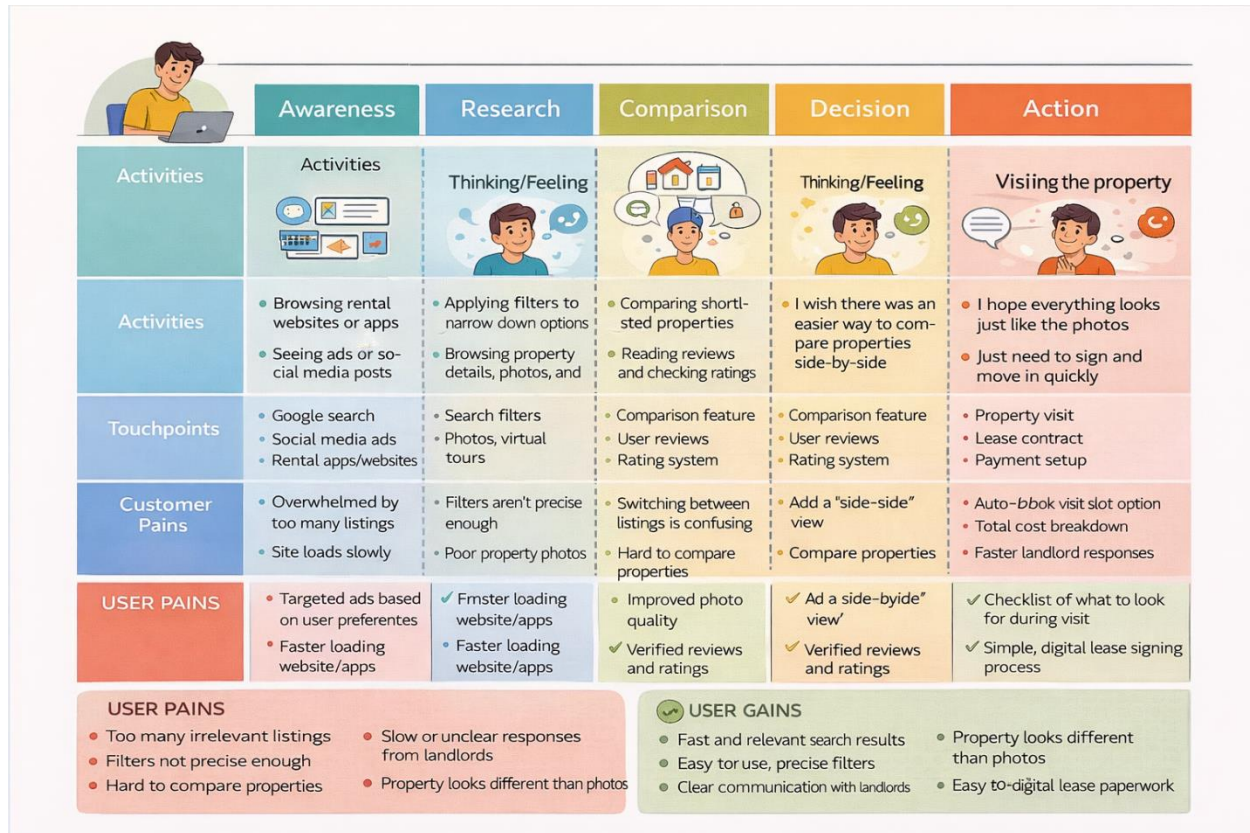 Awareness
Research
Comparison
Decision
Action
Activities
Activities
Thinking/Feeling
Thinking/Feeling
Visiing the property
Activities
Browsing rental
websites or apps
Seeing ads or so-
cial media posts
Applying filters to
narrow down options
Browsing property
details, photos, and
Comparing shortl-
sted properties
Reading reviews
and checking ratings
I wish there was an
easier way to com-
pare properties
side-by-side
I hope everything looks
just like the photos
Just need to sign and
move in quickly
Touchpoints
Google search
Social media ads
Rental apps/websites
Search filters
Photos, virtual
tours
Comparison feature
User reviews
Rating system
Comparison feature
User reviews
Rating system
Property visit
Lease contract
Payment setup
Customer
Pains
Overwhelmed by
too many listings
Site loads slowly
Filters aren't precise
enough
Poor property photos
Switching between
listings is confusing
Hard to compare
properties
Add a "side-side"
view
Compare properties
Auto-bbok visit slot option
Total cost breakdown
Faster landlord responses
USER PAINS
Targeted ads based
on user preferentes
Faster loading
website/apps
Fmster loading
website/apps
Faster loading
website/apps
Improved photo
quality
Verified reviews
and ratings
Ad a side-byide"
view'
Verified reviews
and ratings
Checklist of what to look
for during visit
Simple, digital lease signing
process
USER PAINS
Too many irrelevant listings
Filters not precise enough
Hard to compare properties
Slow or unclear responses
from landlords
Property looks different than photos
USER GAINS
Fast and relevant search results
Easy tor use, precise filters
Clear communication with landlords
Property looks different
than photos
Easy to-digital lease paperwork